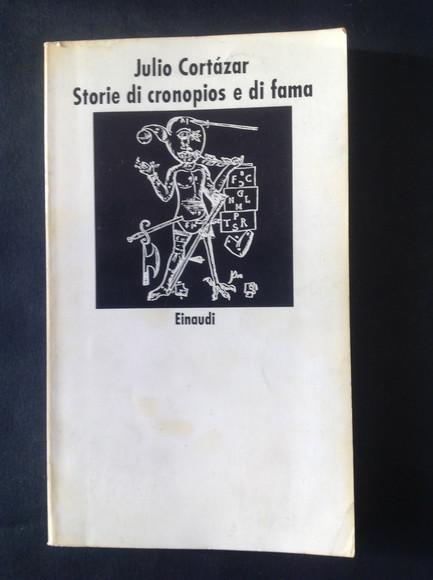 Julio Cortázar
Storie di cronopios e di fama
F C
N L
M
P
T S R
Einaudi